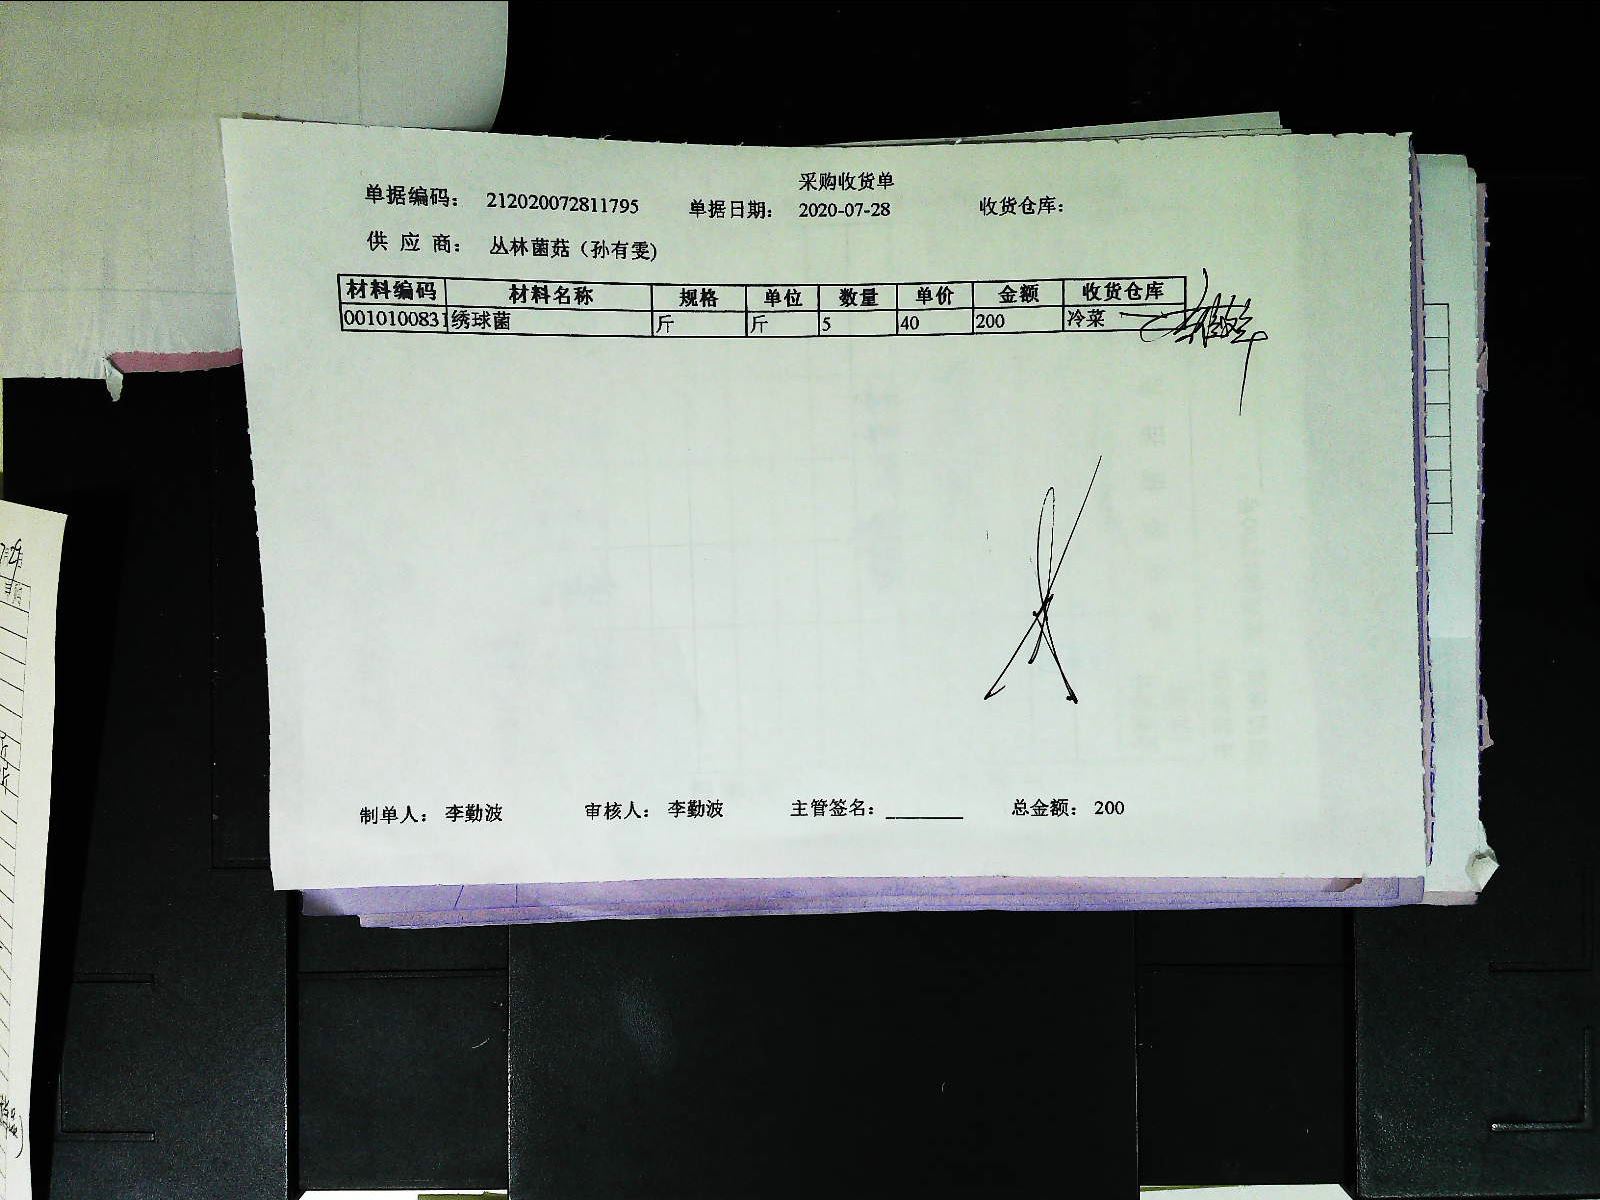 采购收货单
单据编码： 212020072811795 单据日期： 2020-07-28 收货仓库：
供 应 商： 丛林菌菇（孙有雯)
材料编码 材料名称 规格 单位 数量 单价 金额 收货仓库
0010100831 绣球菌 斤 斤 5 40 200 冷菜
制单人： 李勤波 审核人： 李勤波 主管签名：________ 总金额： 200